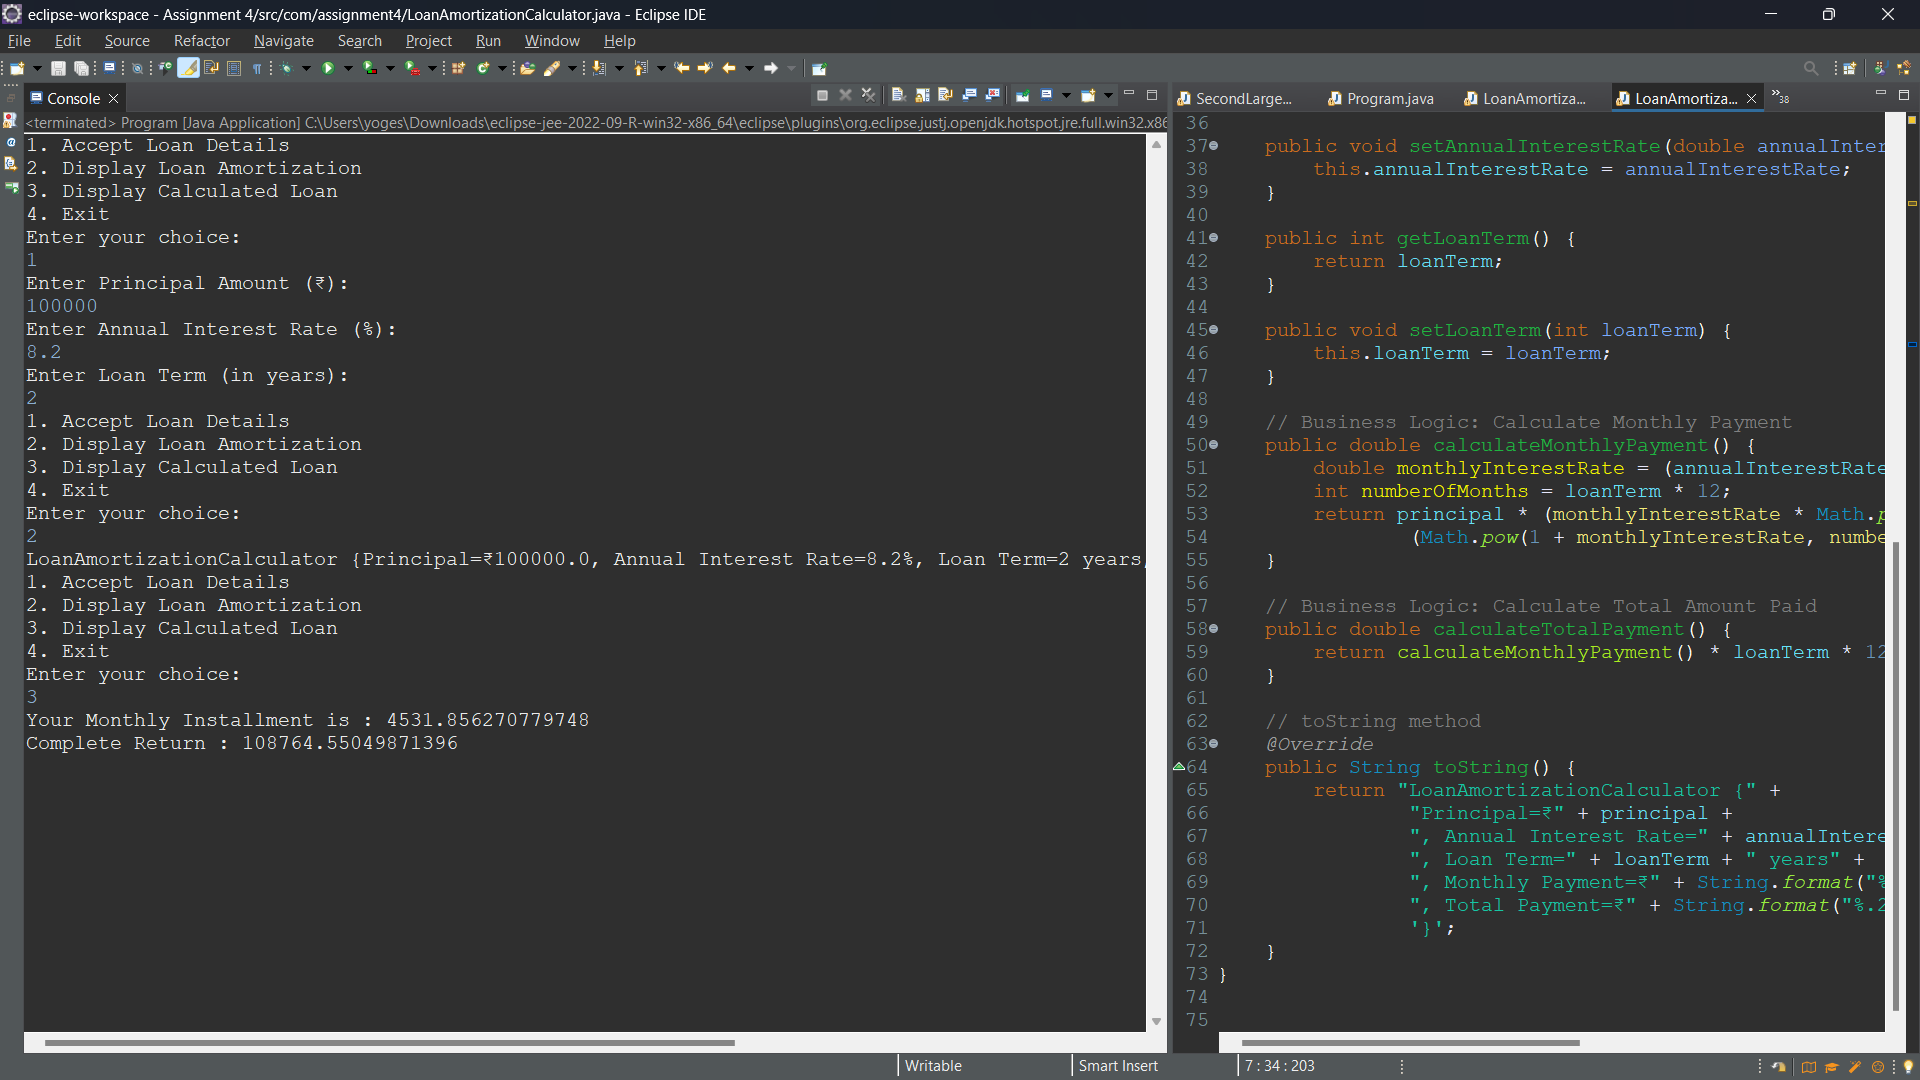 eclipse-workspace - Assignment 4/src/com/assignment4/LoanAmortizationCalculator.java - Eclipse IDE
File Edit Source Refactor Navigate Search Project Run Window Help
Console
<terminated> Program [Java Application] C:\Users\yoges\Downloads\eclipse-jee-2022-09-R-win32-x86_64\eclipse\plugins\org.eclipse.justj.openjdk.hotspot.jre.full.win32.x86
1. Accept Loan Details
2. Display Loan Amortization
3. Display Calculated Loan
4. Exit
Enter your choice:
1
Enter Principal Amount (₹):
100000
Enter Annual Interest Rate (%):
8.2
Enter Loan Term (in years):
2
1. Accept Loan Details
2. Display Loan Amortization
3. Display Calculated Loan
4. Exit
Enter your choice:
2
LoanAmortizationCalculator {Principal=₹100000.0, Annual Interest Rate=8.2%, Loan Term=2 years,
1. Accept Loan Details
2. Display Loan Amortization
3. Display Calculated Loan
4. Exit
Enter your choice:
3
Your Monthly Installment is : 4531.856270779748
Complete Return : 108764.55049871396
SecondLarge... Program.java LoanAmortiza... LoanAmortiza... »38
36
37 public void setAnnualInterestRate(double annualInter
38 this.annualInterestRate = annualInterestRate;
39 }
40
41 public int getLoanTerm() {
42 return loanTerm;
43 }
44
45 public void setLoanTerm(int loanTerm) {
46 this.loanTerm = loanTerm;
47 }
48
49 // Business Logic: Calculate Monthly Payment
50 public double calculateMonthlyPayment() {
51 double monthlyInterestRate = (annualInterestRate
52 int numberOfMonths = loanTerm * 12;
53 return principal * (monthlyInterestRate * Math.p
54 (Math.pow(1 + monthlyInterestRate, numbe
55 }
56
57 // Business Logic: Calculate Total Amount Paid
58 public double calculateTotalPayment() {
59 return calculateMonthlyPayment() * loanTerm * 12
60 }
61
62 // toString method
63 @Override
64 public String toString() {
65 return "LoanAmortizationCalculator {" +
66 "Principal=₹" + principal +
67 ", Annual Interest Rate=" + annualIntere
68 ", Loan Term=" + loanTerm + " years" +
69 ", Monthly Payment=₹" + String.format("%
70 ", Total Payment=₹" + String.format("%.2
71 '}';
72 }
73 }
74
75
Writable Smart Insert 7 : 34 : 203